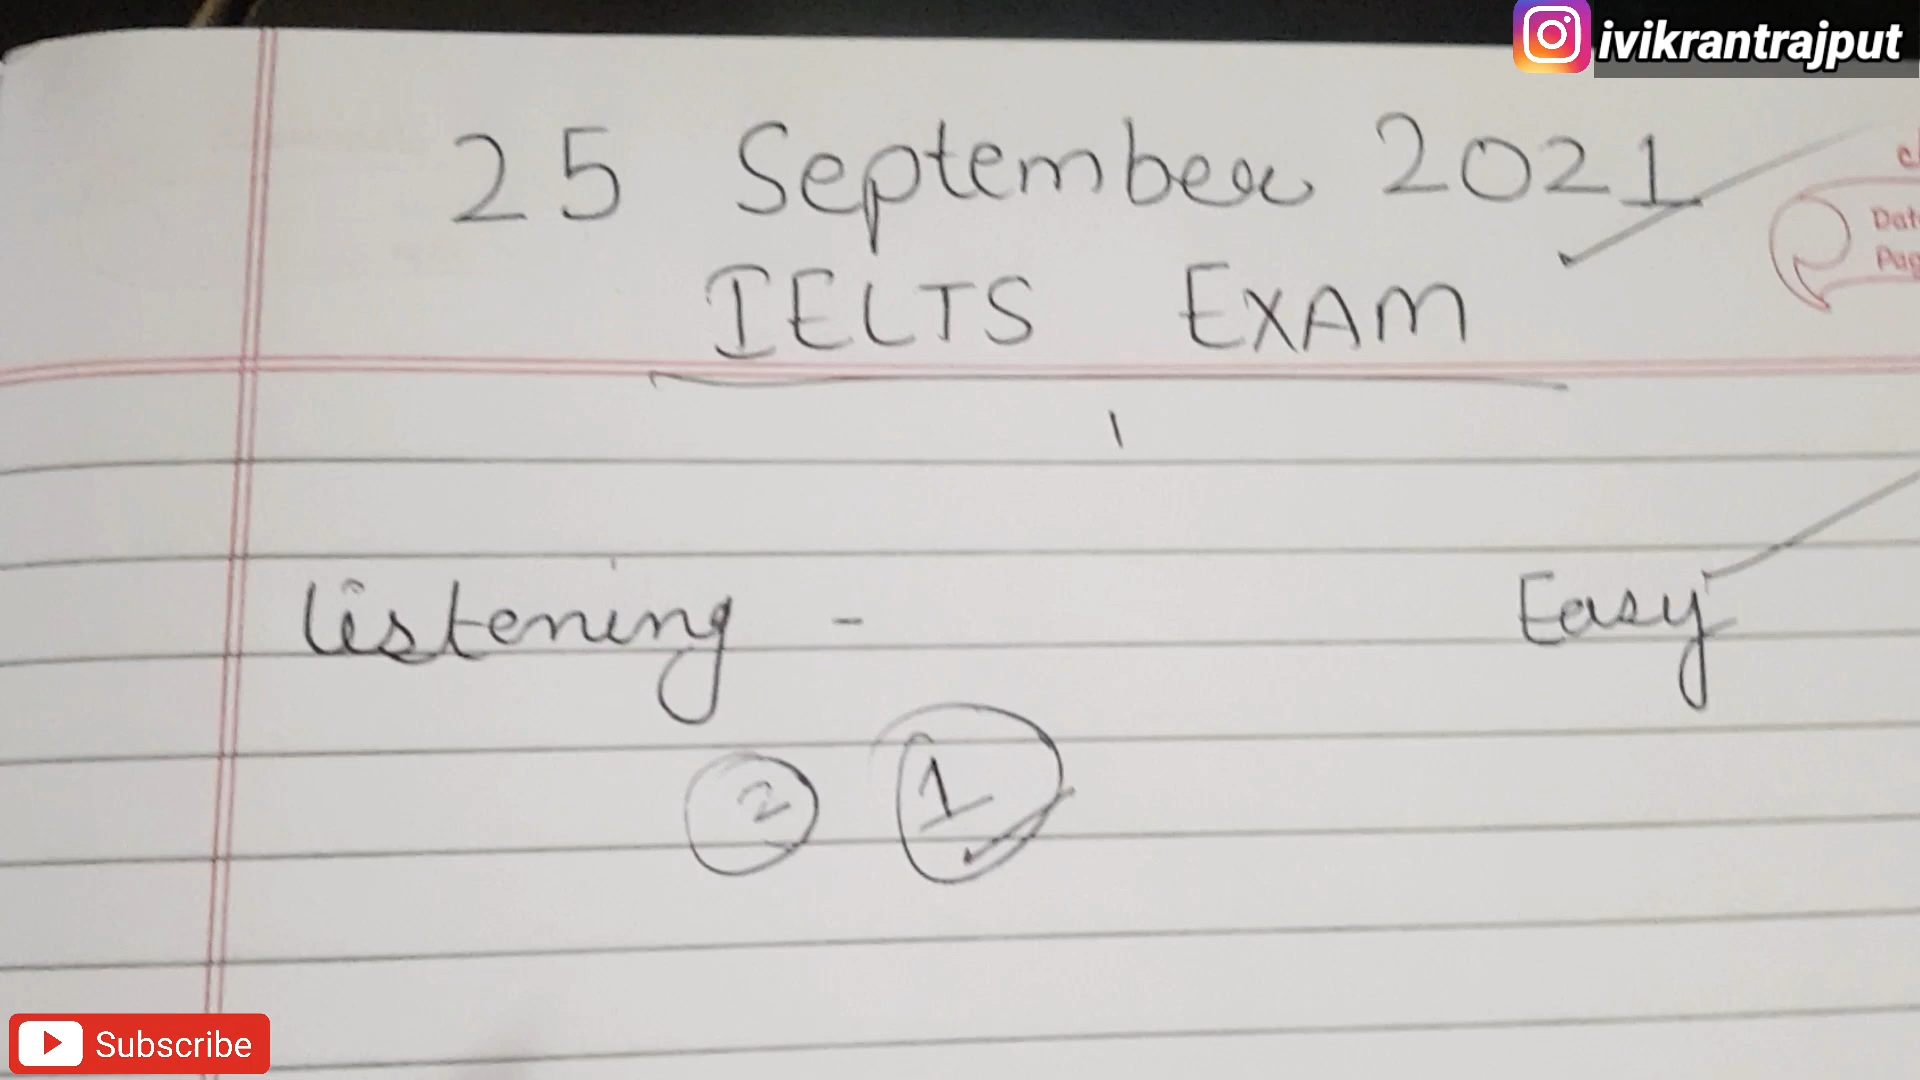 ivikrantrajput
25 September 2021
IELTS EXAM
Listening - Easy
2 1
Subscribe